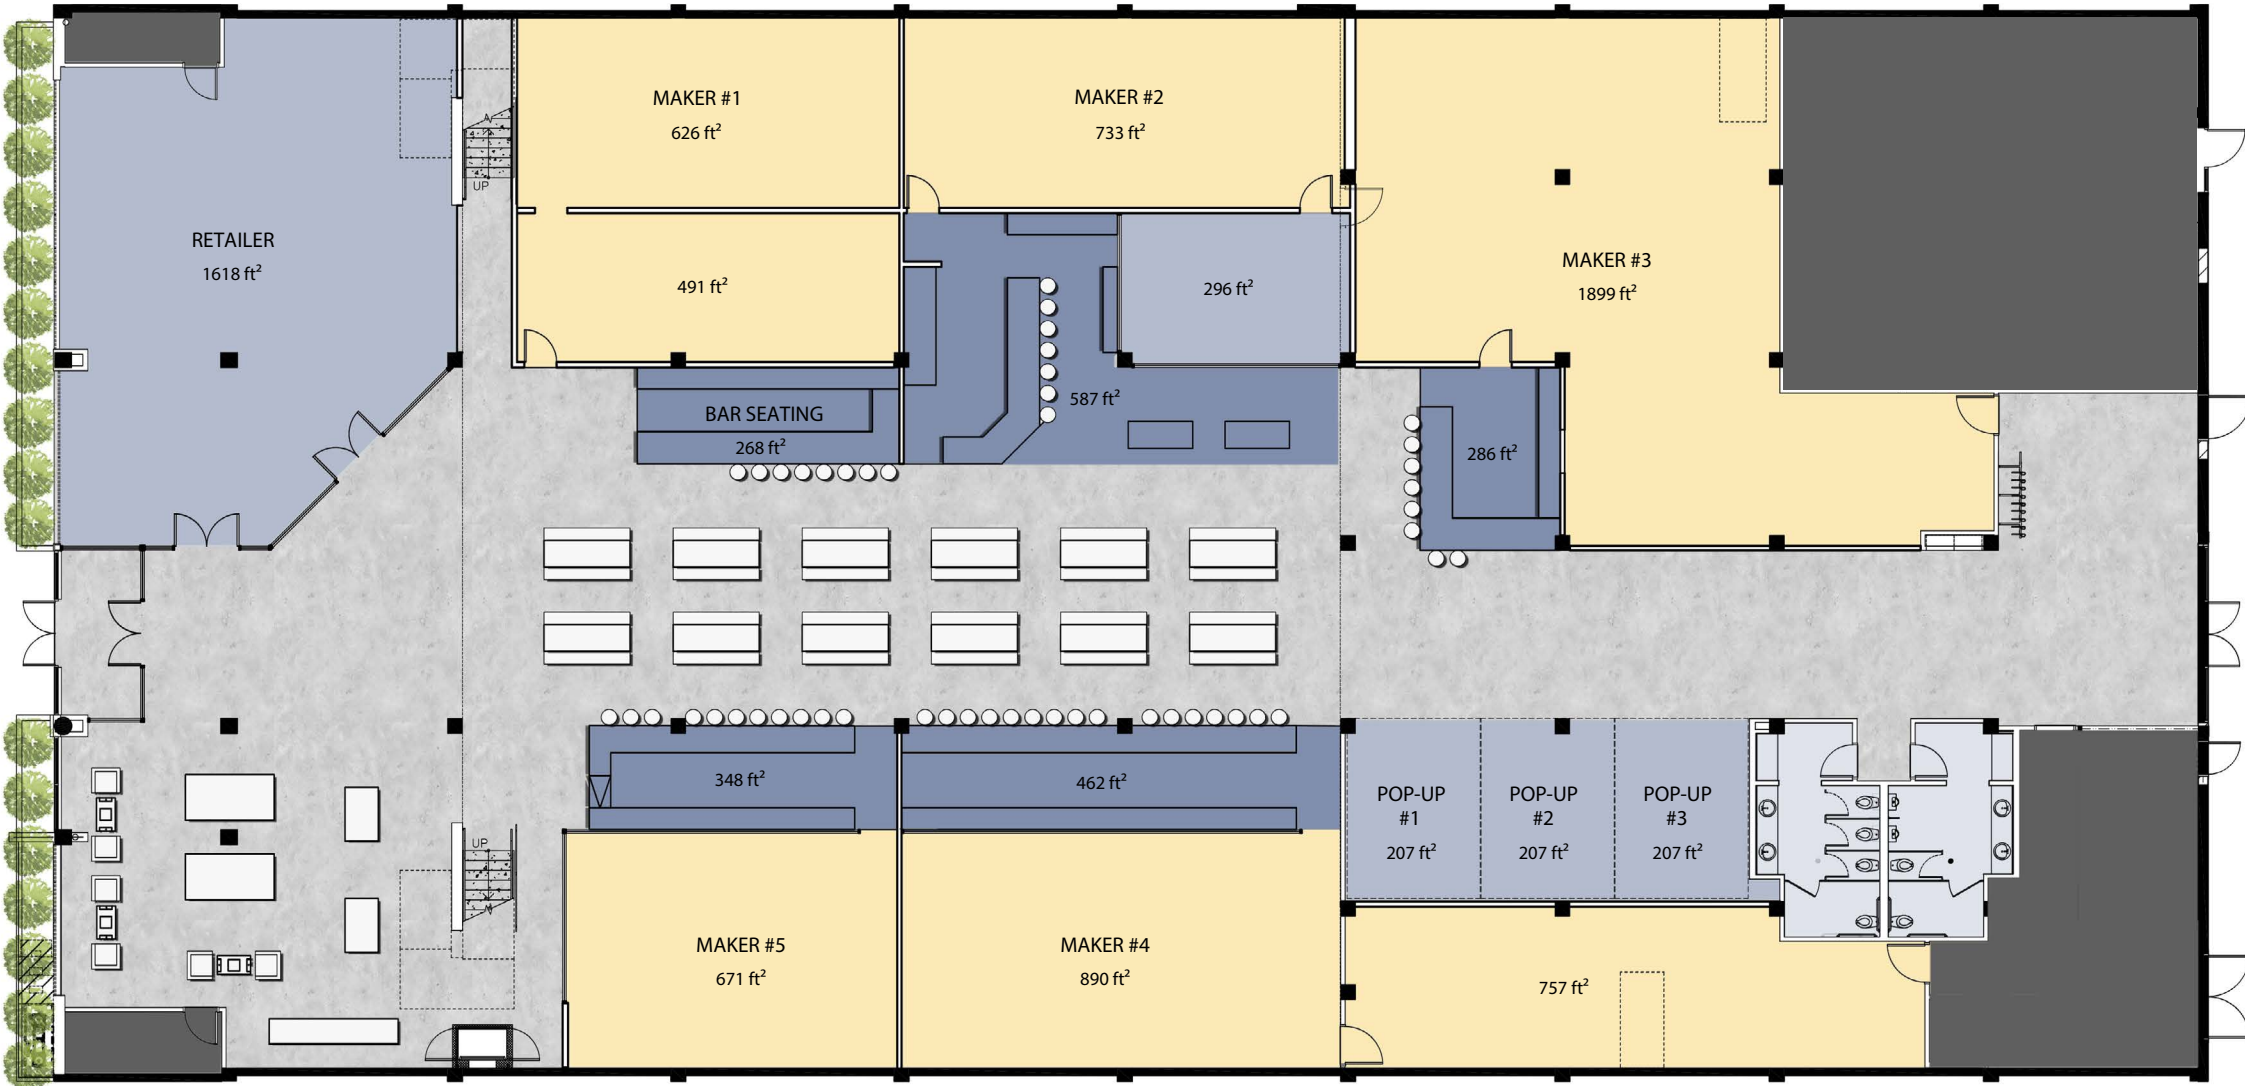 MAKER #1
626 ft²
MAKER #2
733 ft²
UP
RETAILER
1618 ft²
491 ft²
296 ft²
MAKER #3
1899 ft²
587 ft²
BAR SEATING
268 ft²
286 ft²
348 ft²
462 ft²
POP-UP
#1
207 ft²
POP-UP
#2
207 ft²
POP-UP
#3
207 ft²
UP
MAKER #5
671 ft²
MAKER #4
890 ft²
757 ft²